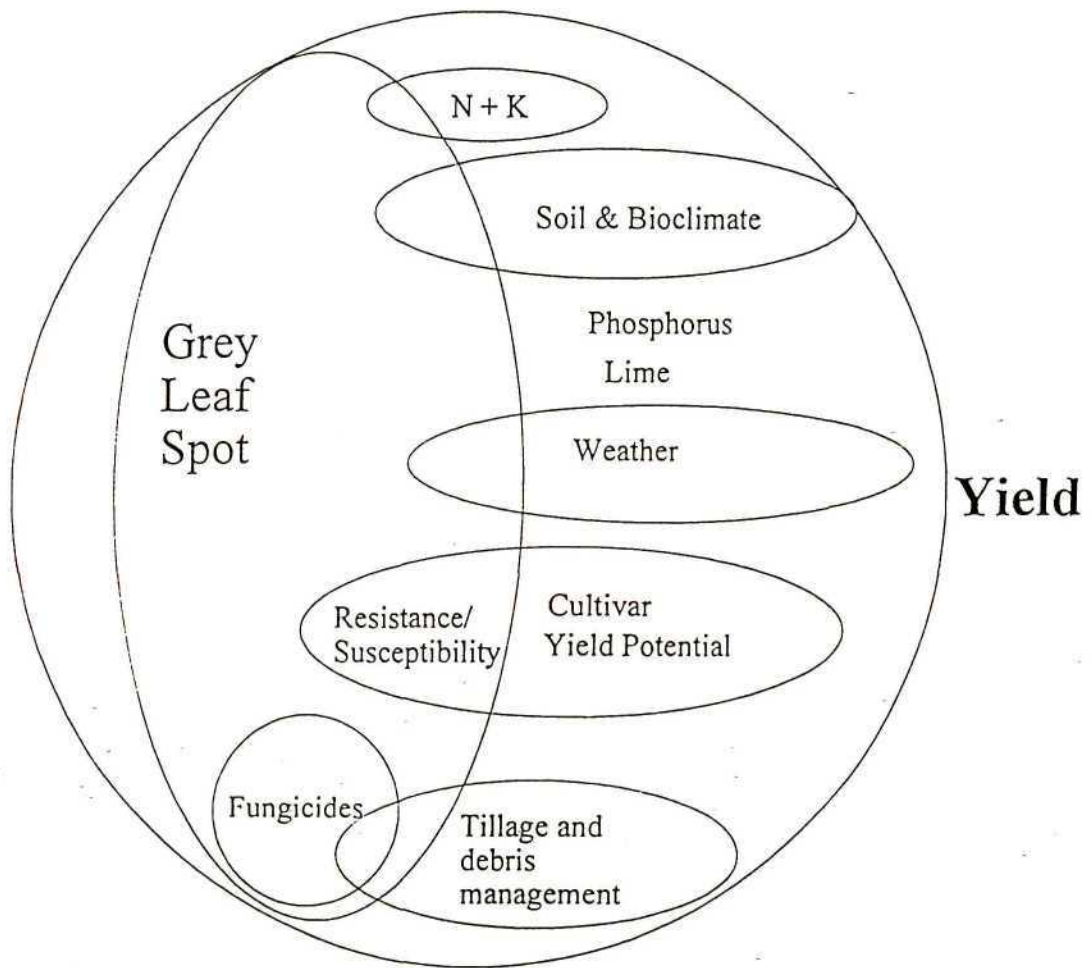 N + K
Soil & Bioclimate
Phosphorus
Lime
Grey
Leaf
Spot
Weather
Yield
Resistance/
Susceptibility
Cultivar
Yield Potential
Fungicides
Tillage and
debris
management